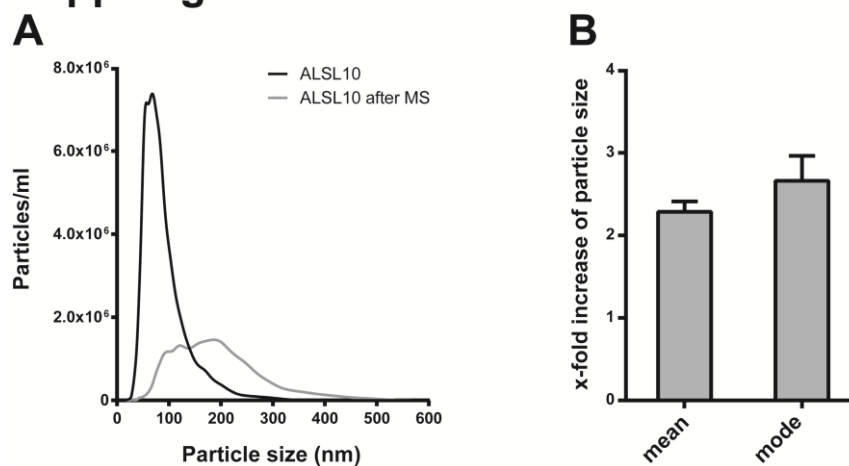 A
8.0x10⁶
6.0x10⁶
4.0x10⁶
2.0x10⁶
0
Particles/ml
ALSL10
ALSL10 after MS
0 100 200 300 400 500 600
Particle size (nm)
B
4
3
2
1
0
x-fold increase of particle size
mean
mode